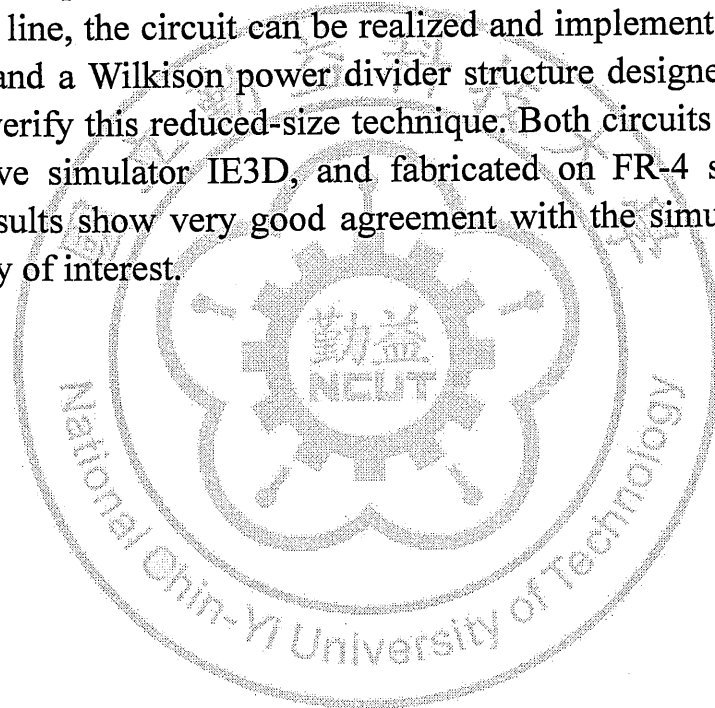 line, the circuit can be realized and implement
and a Wilkison power divider structure designe
verify this reduced-size technique. Both circuits
ve simulator IE3D, and fabricated on FR-4 s
sults show very good agreement with the simu
y of interest.
勤益
NCUT
National Chin-Yi University of Technology